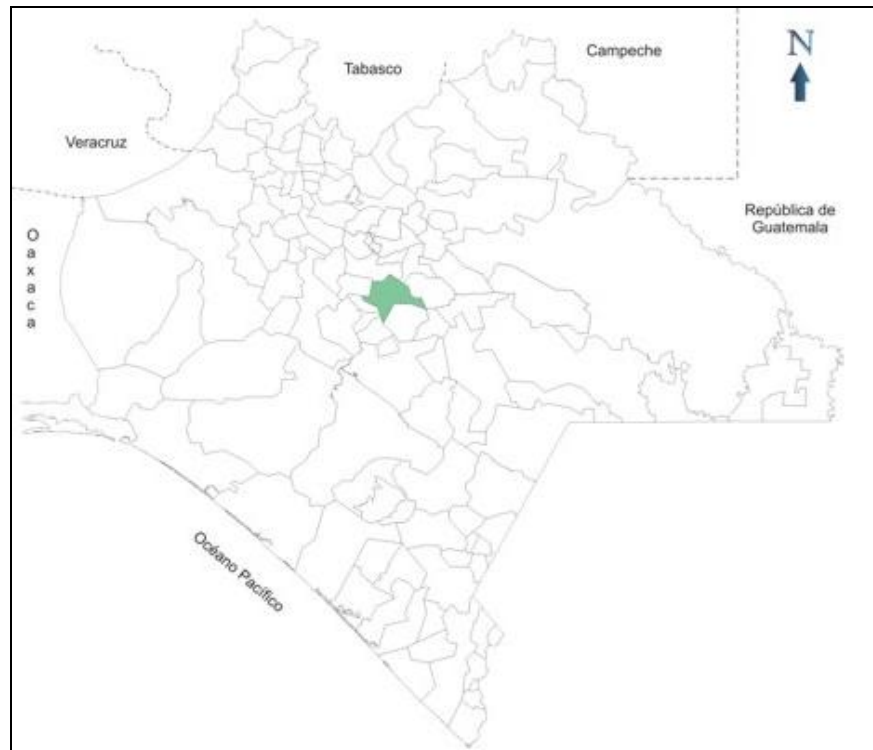 Campeche
N
Tabasco
Veracruz
República de
Guatemala
O
a
x
a
c
a
Océano Pacífico